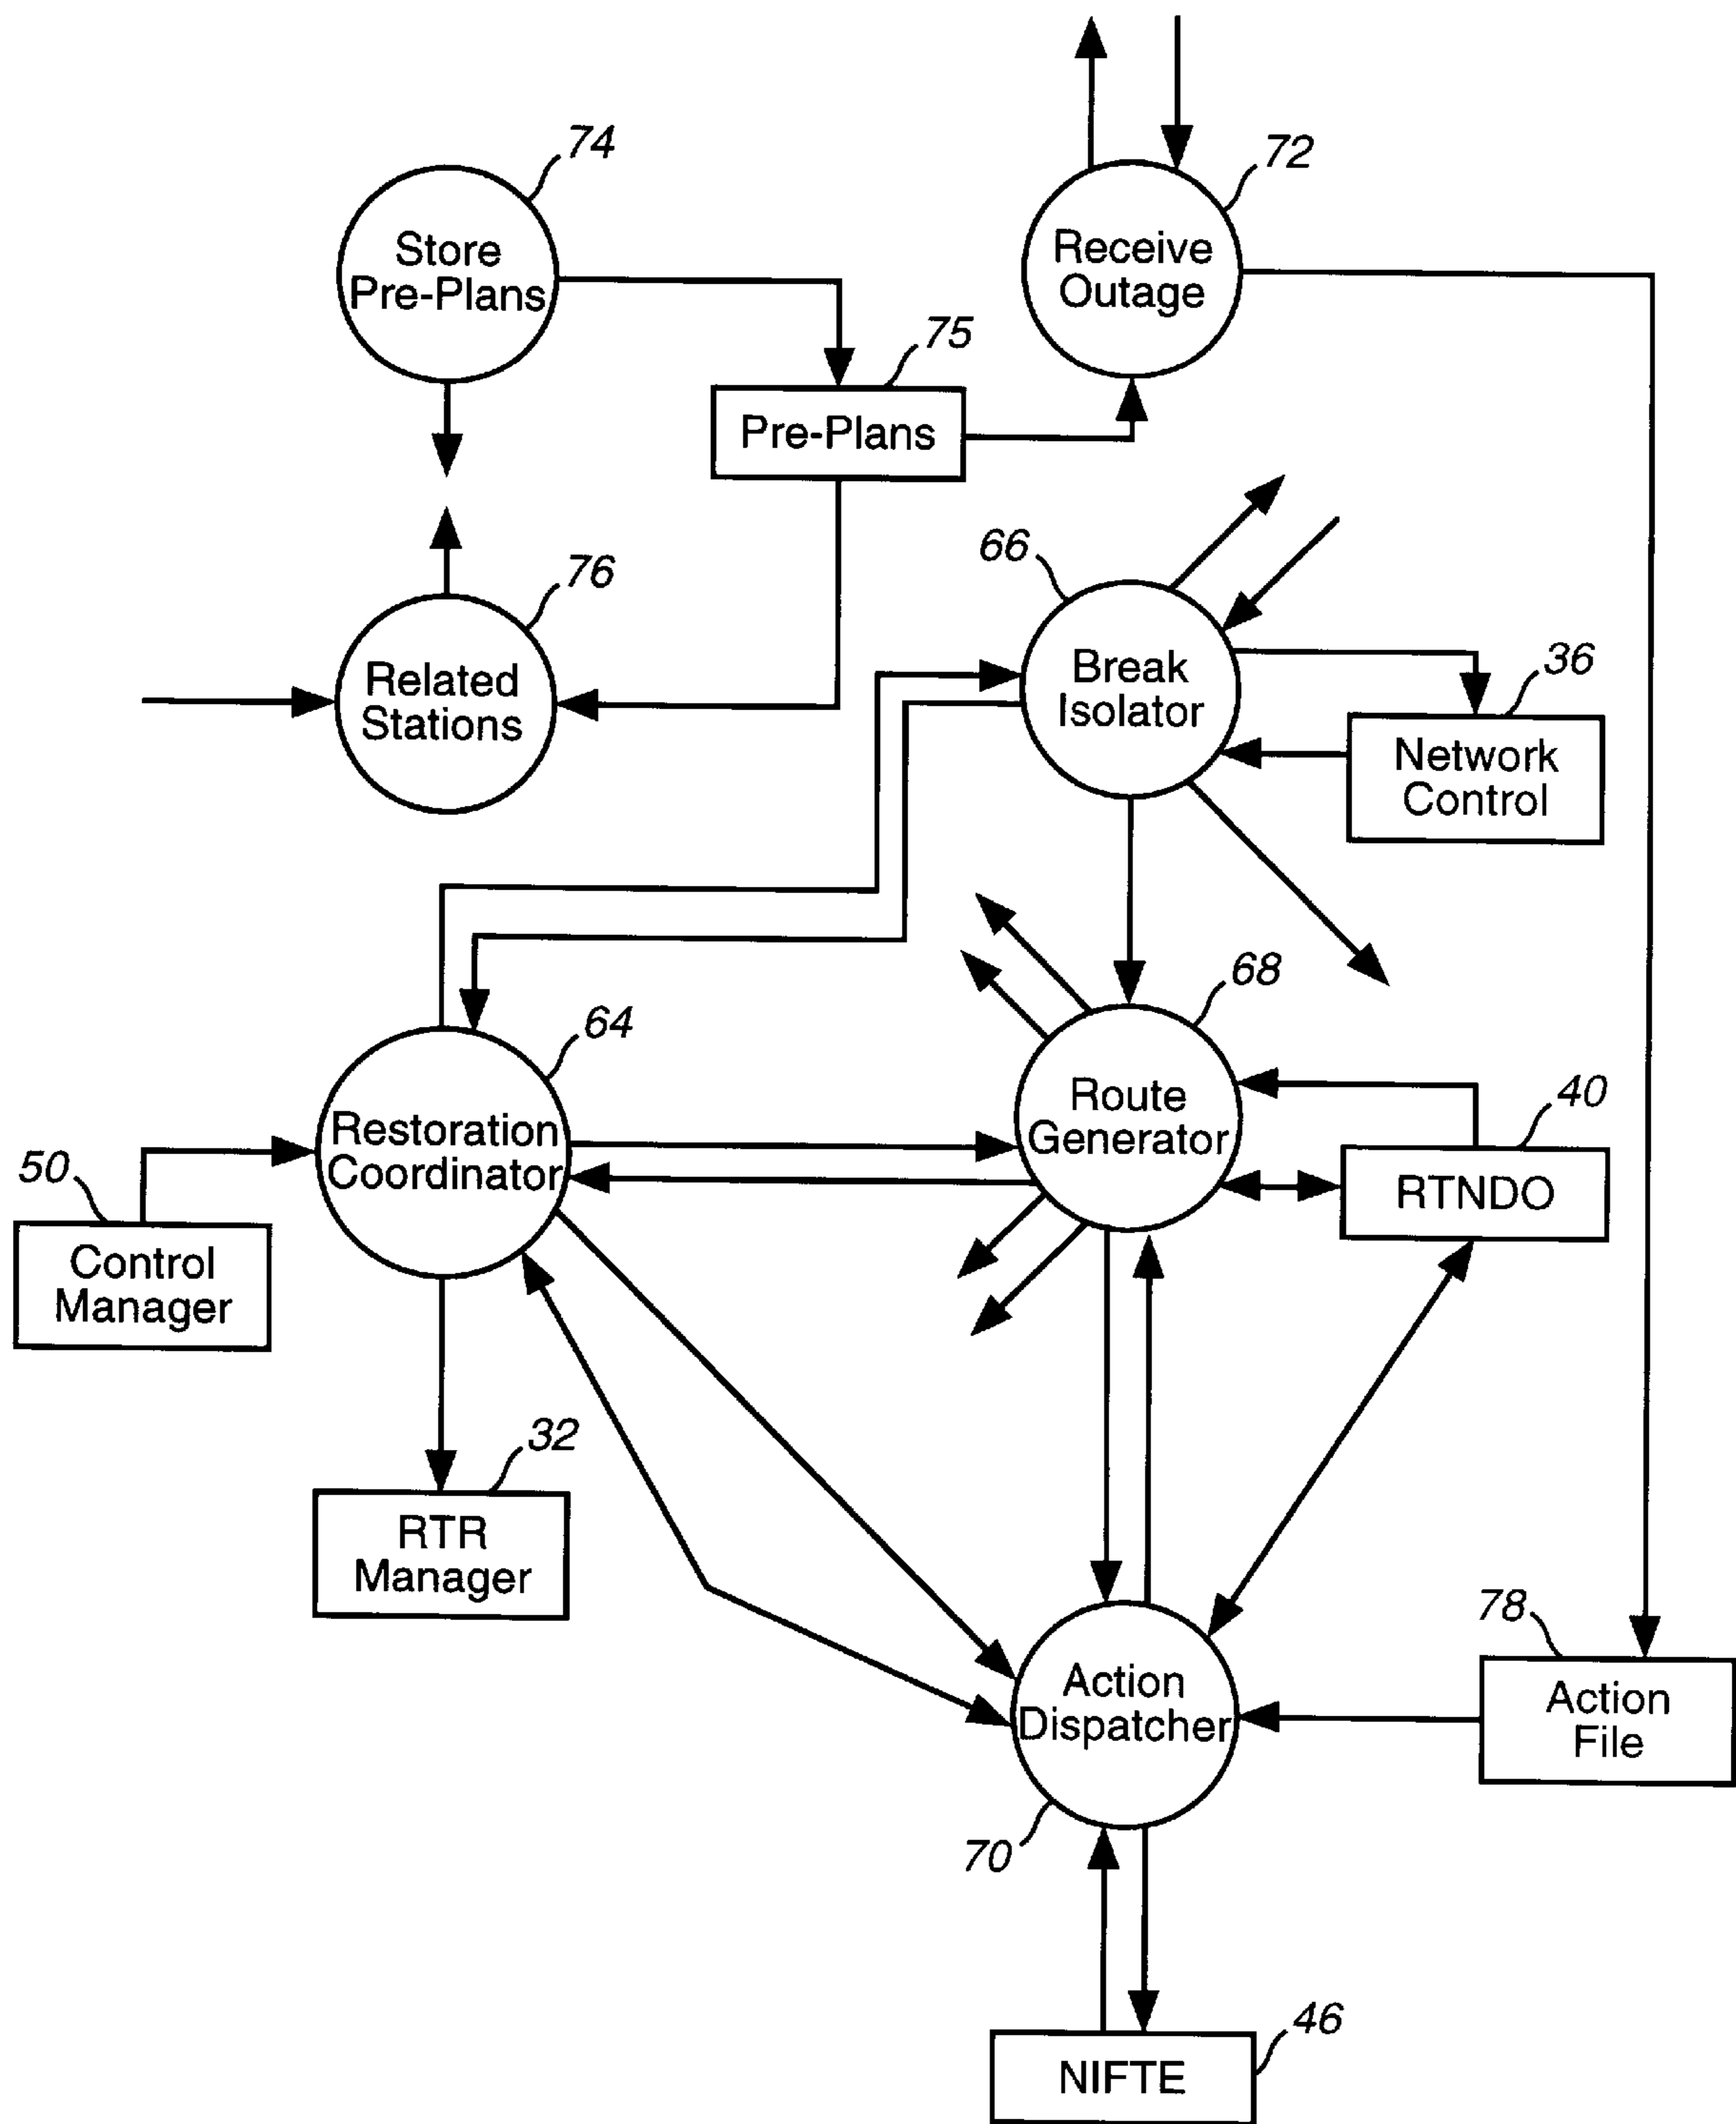 74
Store
Pre-Plans
72
Receive
Outage
75
Pre-Plans
76
Related
Stations
66
Break
Isolator
36
Network
Control
64
Restoration
Coordinator
68
Route
Generator
40
RTNDO
50
Control
Manager
32
RTR
Manager
78
Action
File
Action
Dispatcher
70
46
NIFTE